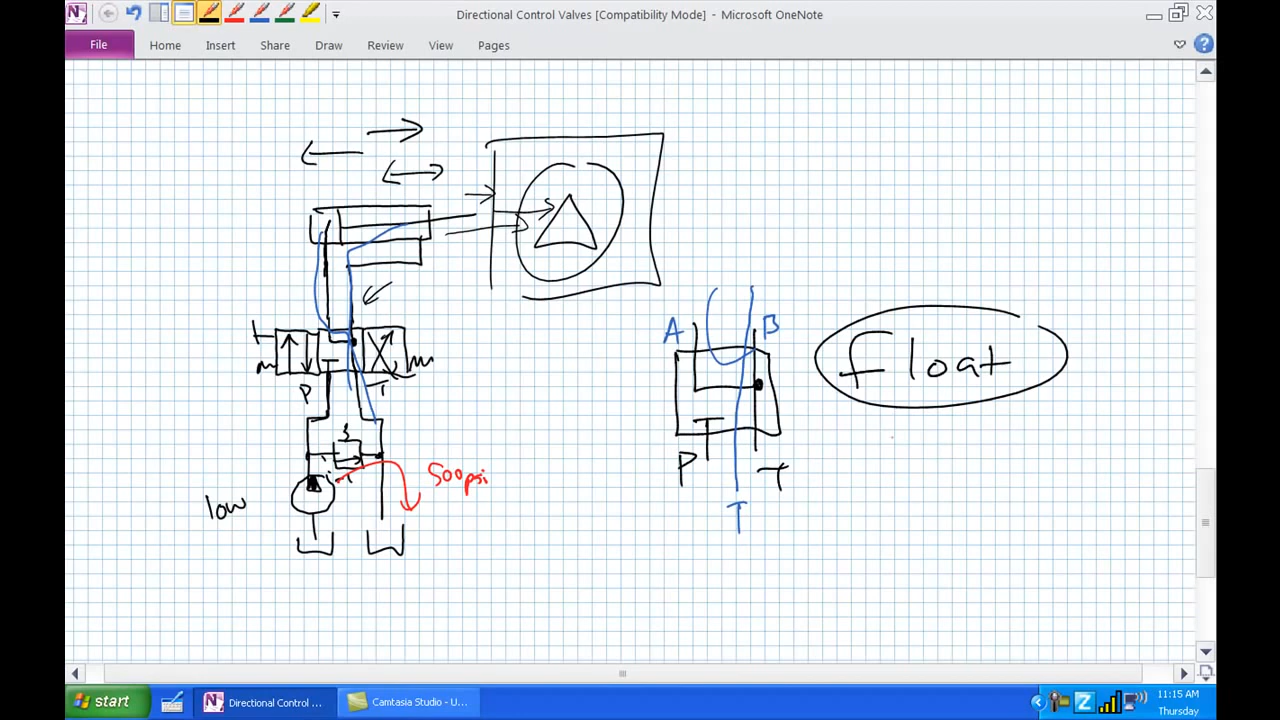 Directional Control Valves [Compatibility Mode] - Microsoft OneNote
File Home Insert Share Draw Review View Pages
A B
float
P T
P T
500psi
low
T
start
Directional Control ...
Camtasia Studio - U...
11:15 AM
Thursday